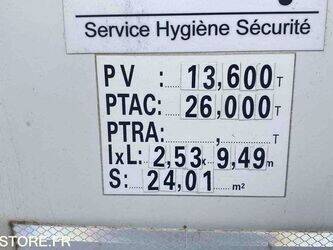 Service Hygiène Sécurité
PV : 13,600 T
PTAC: 26,000 T
PTRA: , T
IxL: 2,53 x 9,49 m
S: 24,01 m²
STORE.FR